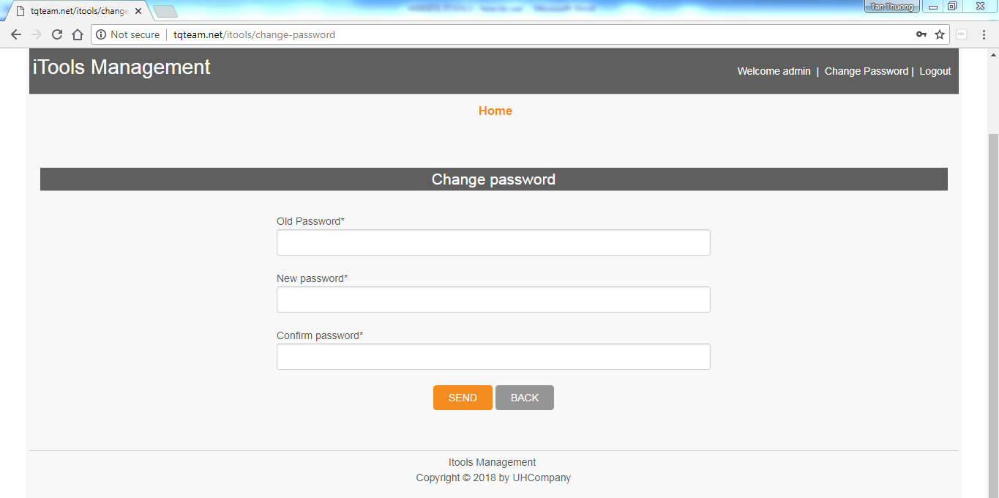 Tan Thuong
tqteam.net/itools/change
Not secure
tqteam.net/itools/change-password
iTools Management
Welcome admin | Change Password | Logout
Home
Change password
Old Password*
New password*
Confirm password*
SEND BACK
Itools Management
Copyright © 2018 by UHCompany